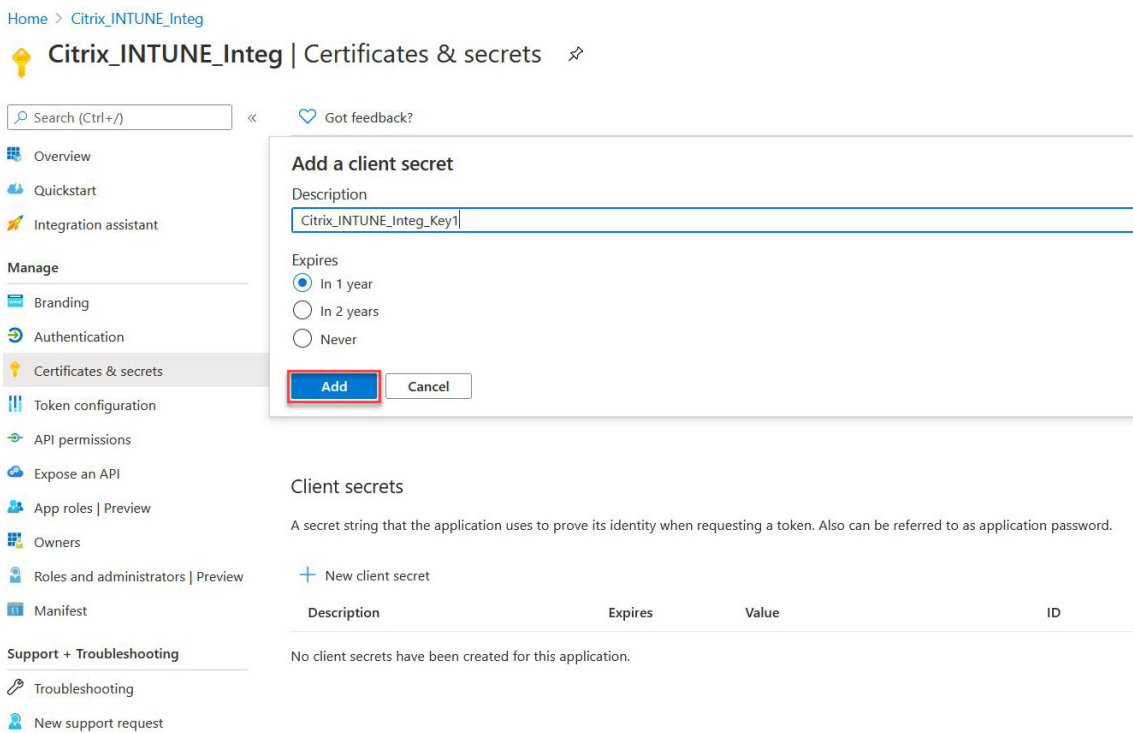 Home > Citrix_INTUNE_Integ
Citrix_INTUNE_Integ | Certificates & secrets
Search (Ctrl+/)
«
Got feedback?
Overview
Quickstart
Integration assistant
Manage
Branding
Authentication
Certificates & secrets
Token configuration
API permissions
Expose an API
App roles | Preview
Owners
Roles and administrators | Preview
Manifest
Support + Troubleshooting
Troubleshooting
New support request
Add a client secret
Description
Citrix_INTUNE_Integ_Key1
Expires
In 1 year
In 2 years
Never
Add Cancel
Client secrets
A secret string that the application uses to prove its identity when requesting a token. Also can be referred to as application password.
New client secret
Description Expires Value ID
No client secrets have been created for this application.